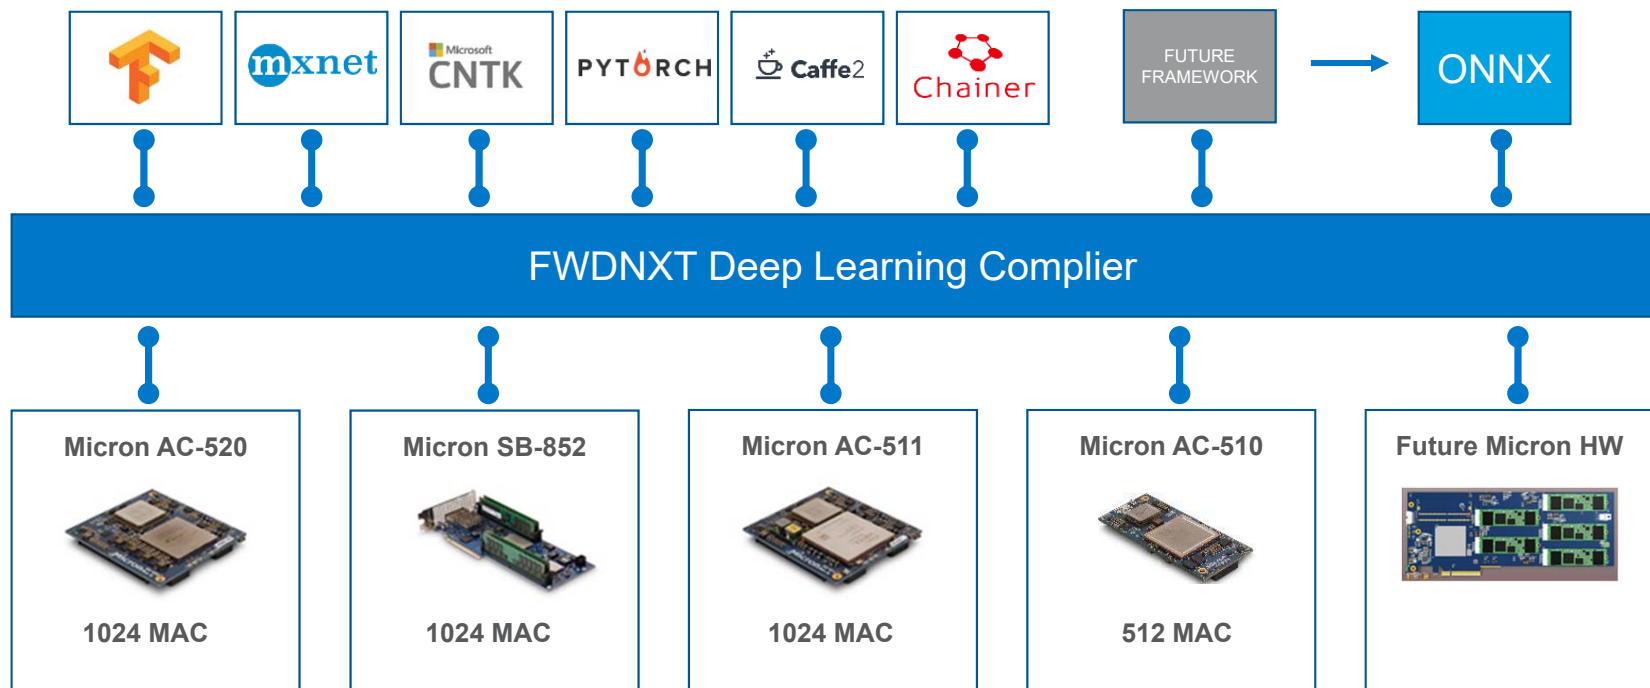 mxnet
Microsoft
CNTK
PYTORCH
Caffe2
Chainer
FUTURE
FRAMEWORK
ONNX
FWDNXT Deep Learning Complier
Micron AC-520
Micron SB-852
Micron AC-511
Micron AC-510
Future Micron HW
1024 MAC
1024 MAC
1024 MAC
512 MAC